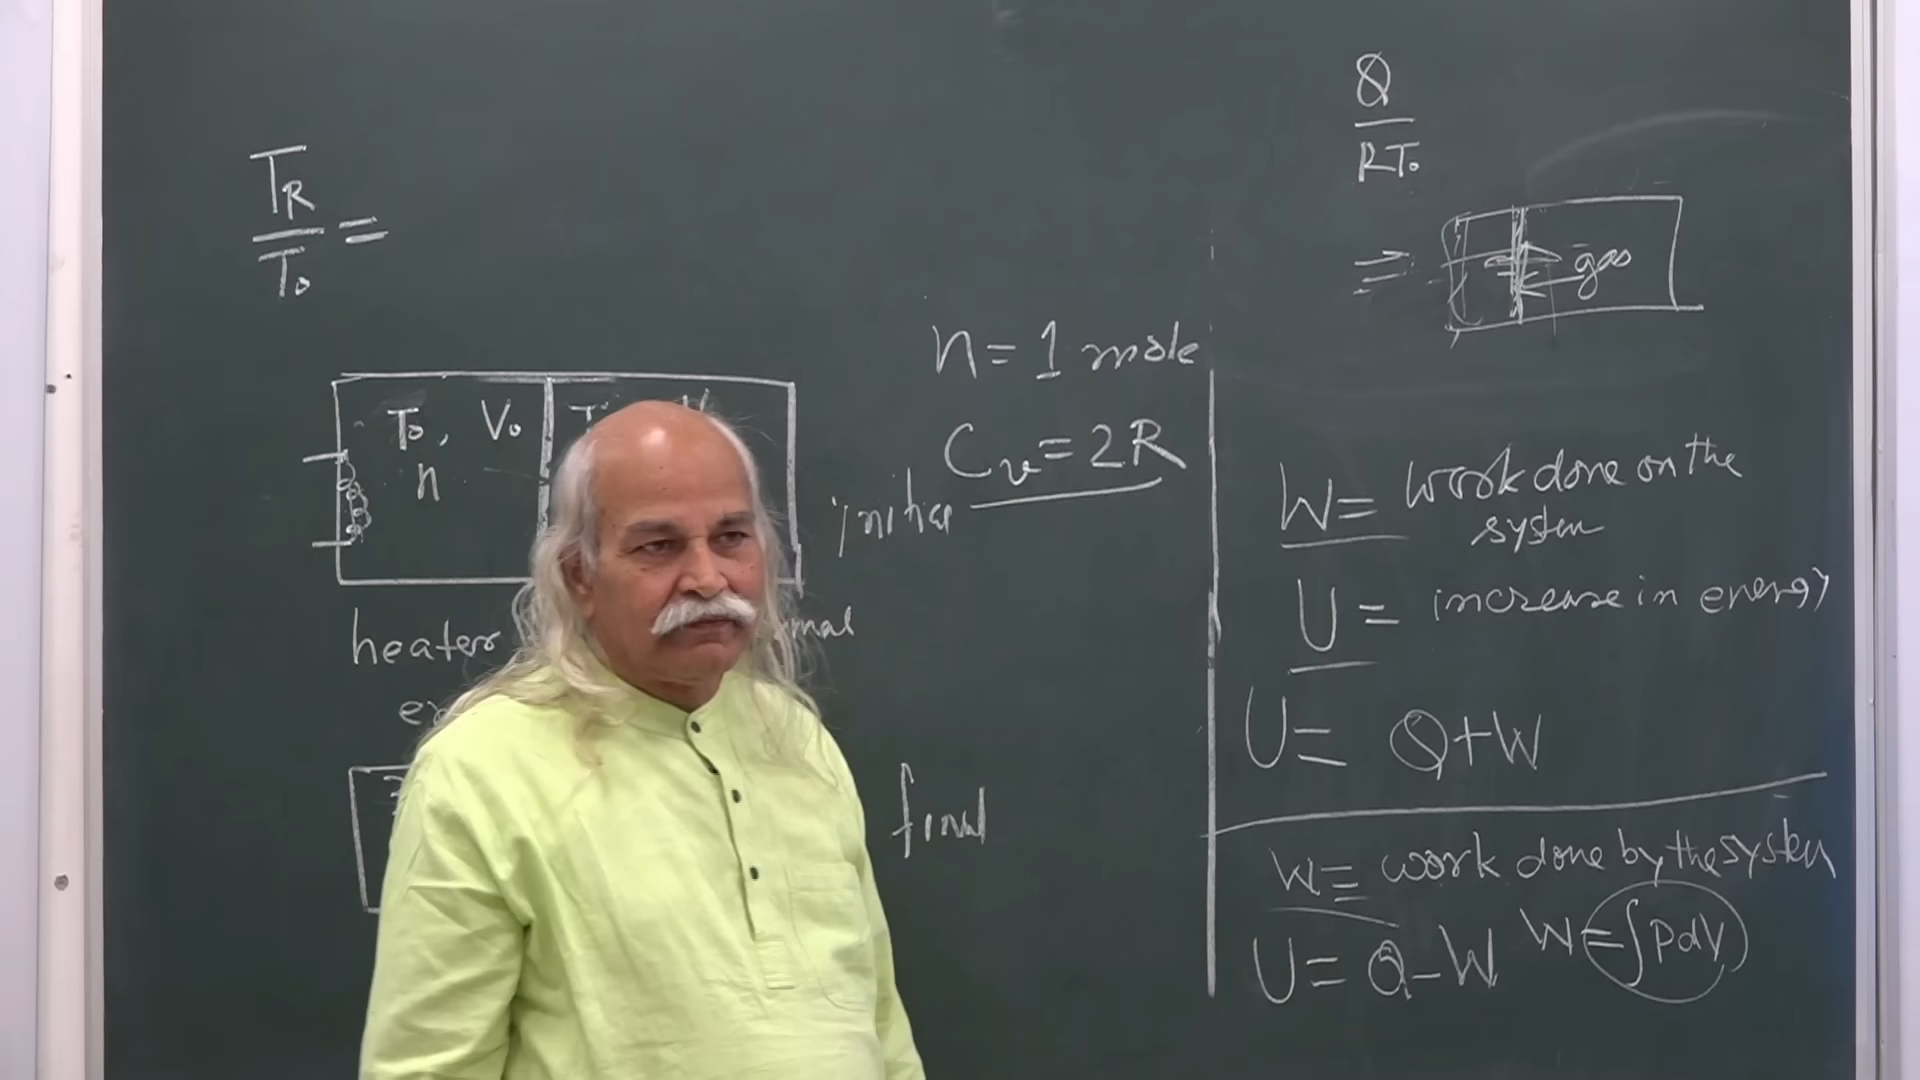 T_R
T₀ =
T₀, V₀
n
initial
heater
final
n = 1 mole
C_v = 2R
Q
RT₀
⇒ gas
W = work done on the
system
U = increase in energy
U = Q + W
W = work done by the system
U = Q - W W = ∫pdV